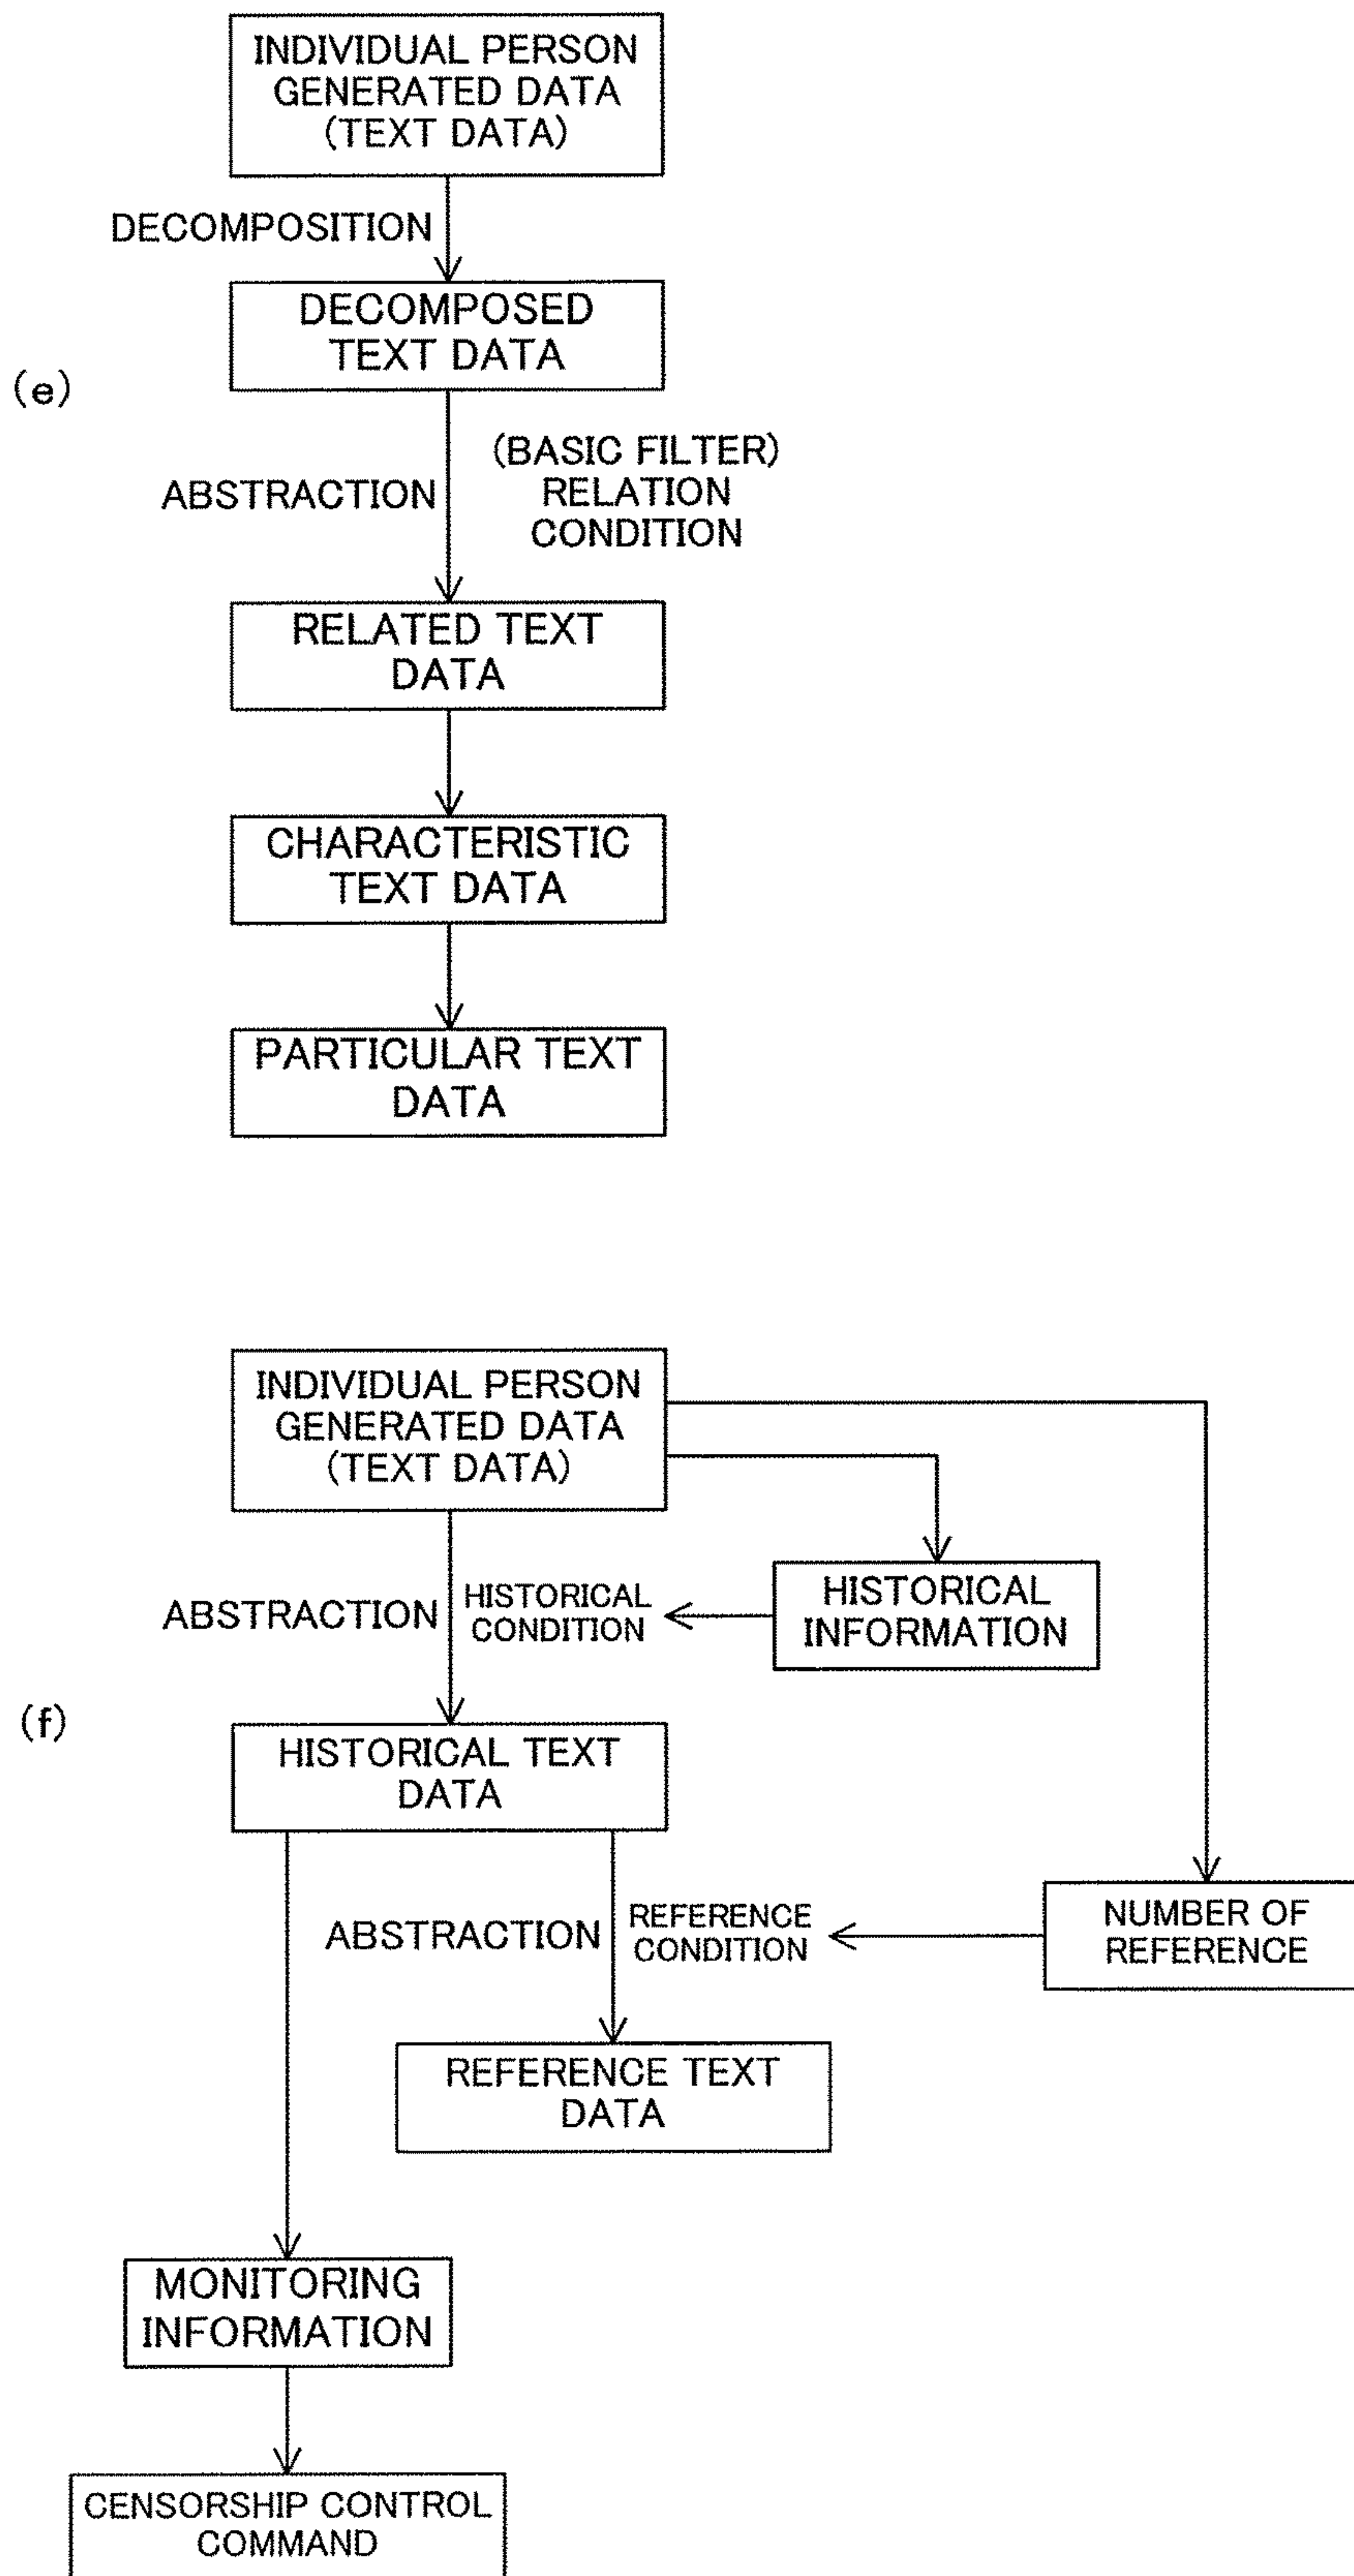 INDIVIDUAL PERSON
GENERATED DATA
(TEXT DATA)
DECOMPOSITION
DECOMPOSED
TEXT DATA
(e)
ABSTRACTION
(BASIC FILTER)
RELATION
CONDITION
RELATED TEXT
DATA
CHARACTERISTIC
TEXT DATA
PARTICULAR TEXT
DATA
INDIVIDUAL PERSON
GENERATED DATA
(TEXT DATA)
ABSTRACTION
HISTORICAL
CONDITION
HISTORICAL
INFORMATION
(f)
HISTORICAL TEXT
DATA
ABSTRACTION
REFERENCE
CONDITION
NUMBER OF
REFERENCE
REFERENCE TEXT
DATA
MONITORING
INFORMATION
CENSORSHIP CONTROL
COMMAND